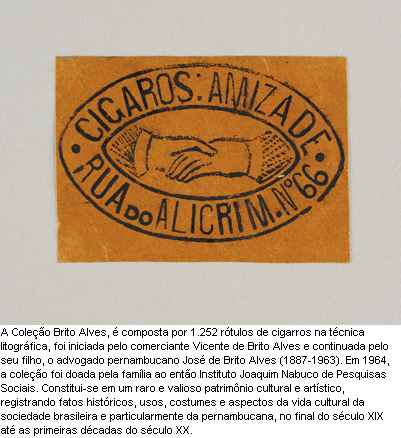 CIGAROS: AMIZADE
RUA DO ALICRIM. Nº 66
A Coleção Brito Alves, é composta por 1.252 rótulos de cigarros na técnica
litográfica, foi iniciada pelo comerciante Vicente de Brito Alves e continuada pelo
seu filho, o advogado pernambucano José de Brito Alves (1887-1963). Em 1964,
a coleção foi doada pela família ao então Instituto Joaquim Nabuco de Pesquisas
Sociais. Constitui-se em um raro e valioso patrimônio cultural e artístico,
registrando fatos históricos, usos, costumes e aspectos da vida cultural da
sociedade brasileira e particularmente da pernambucana, no final do século XIX
até as primeiras décadas do século XX.